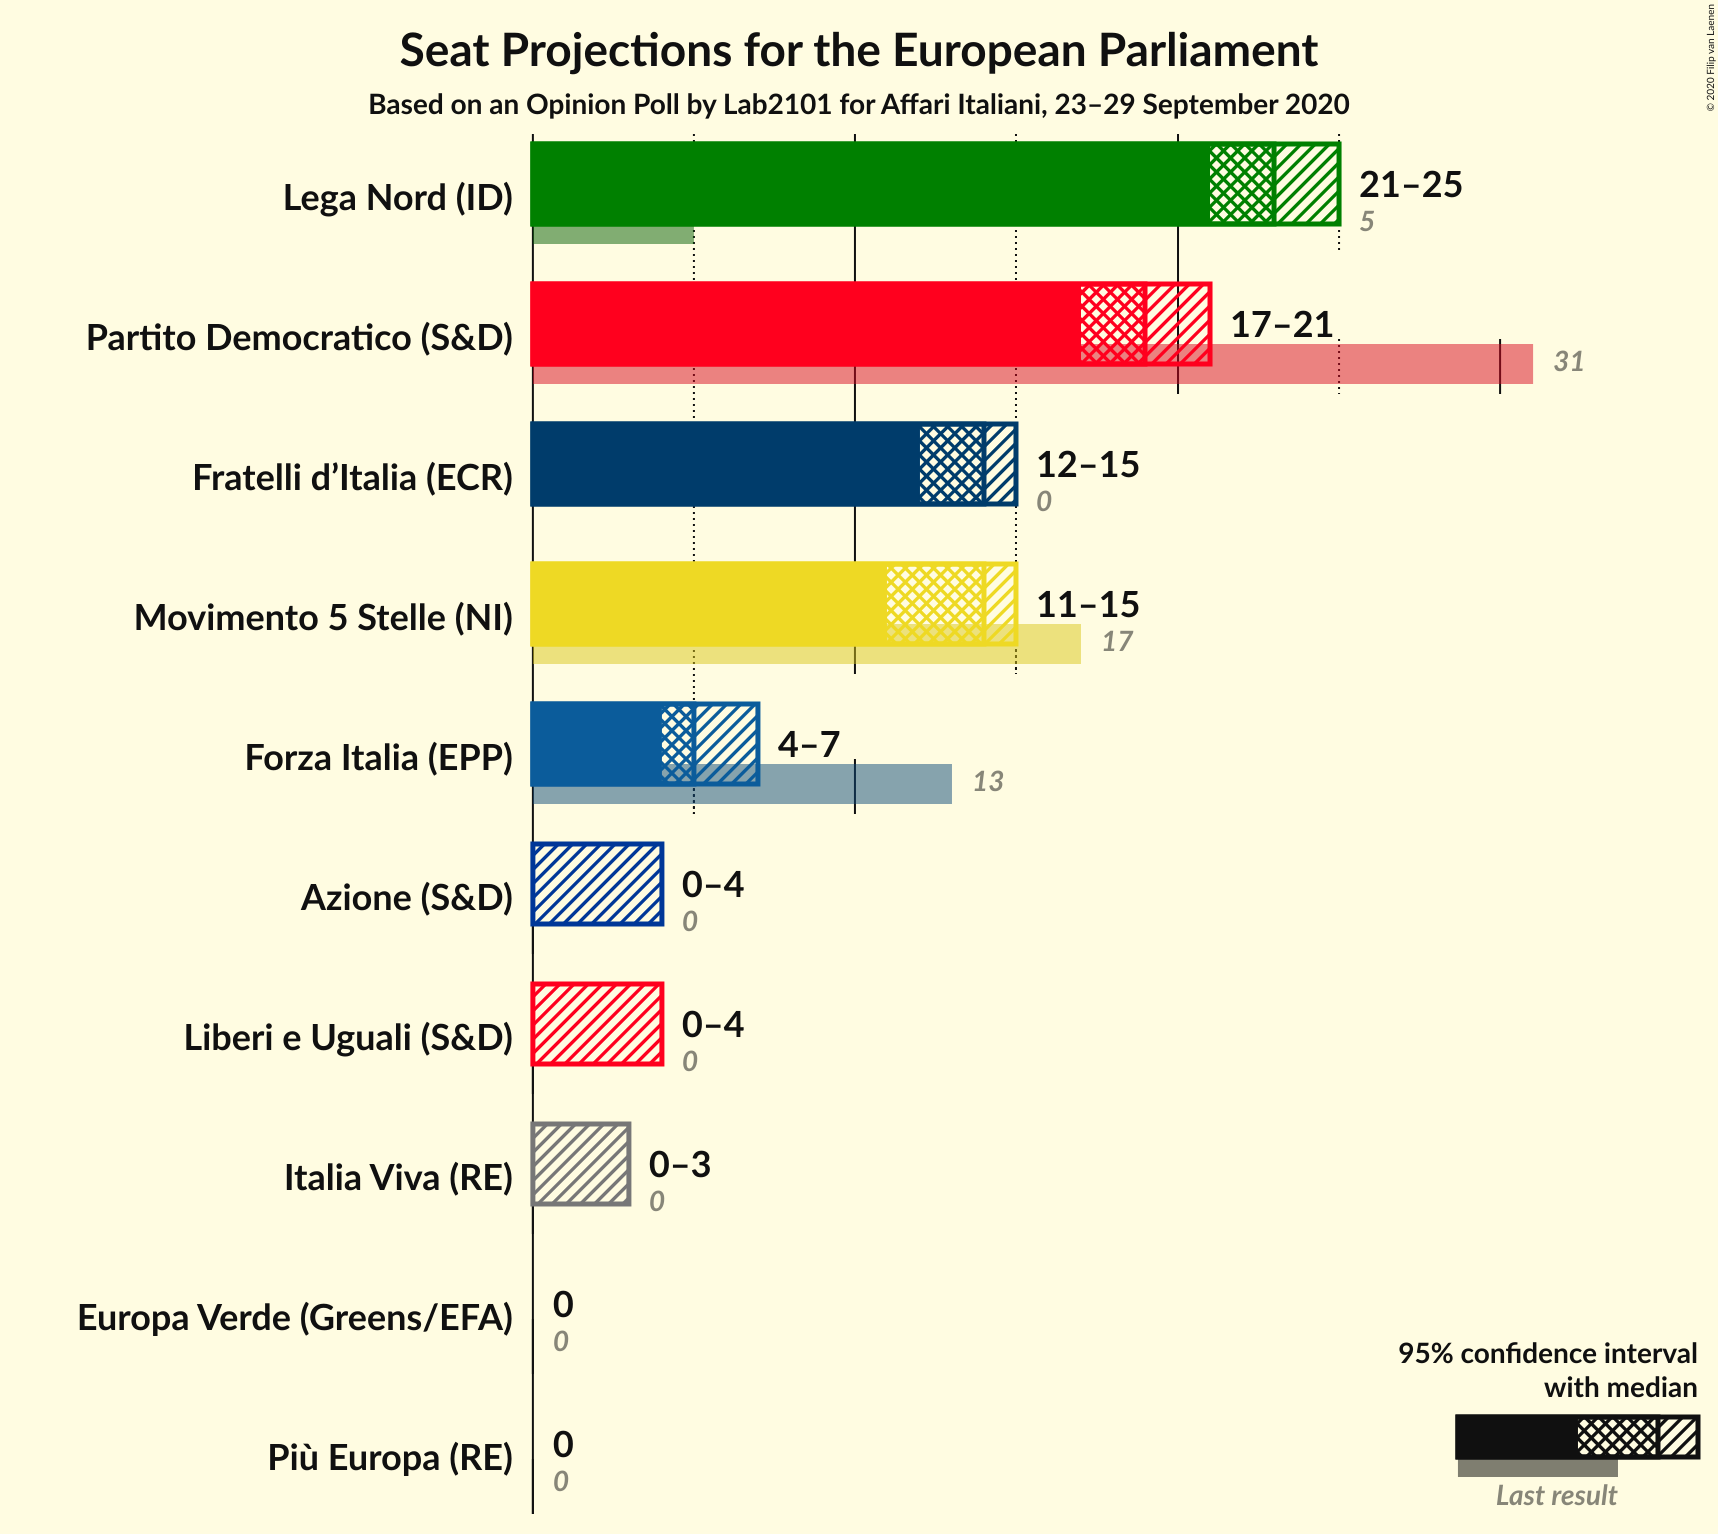 Seat Projections for the European Parliament
Based on an Opinion Poll by Lab2101 for Affari Italiani, 23–29 September 2020
© 2020 Filip van Laenen
Lega Nord (ID)
21–25
5
Partito Democratico (S&D)
17–21
31
Fratelli d’Italia (ECR)
12–15
0
Movimento 5 Stelle (NI)
11–15
17
Forza Italia (EPP)
4–7
13
Azione (S&D)
0–4
0
Liberi e Uguali (S&D)
0–4
0
Italia Viva (RE)
0–3
0
Europa Verde (Greens/EFA)
0
0
Più Europa (RE)
0
0
95% confidence interval
with median
Last result